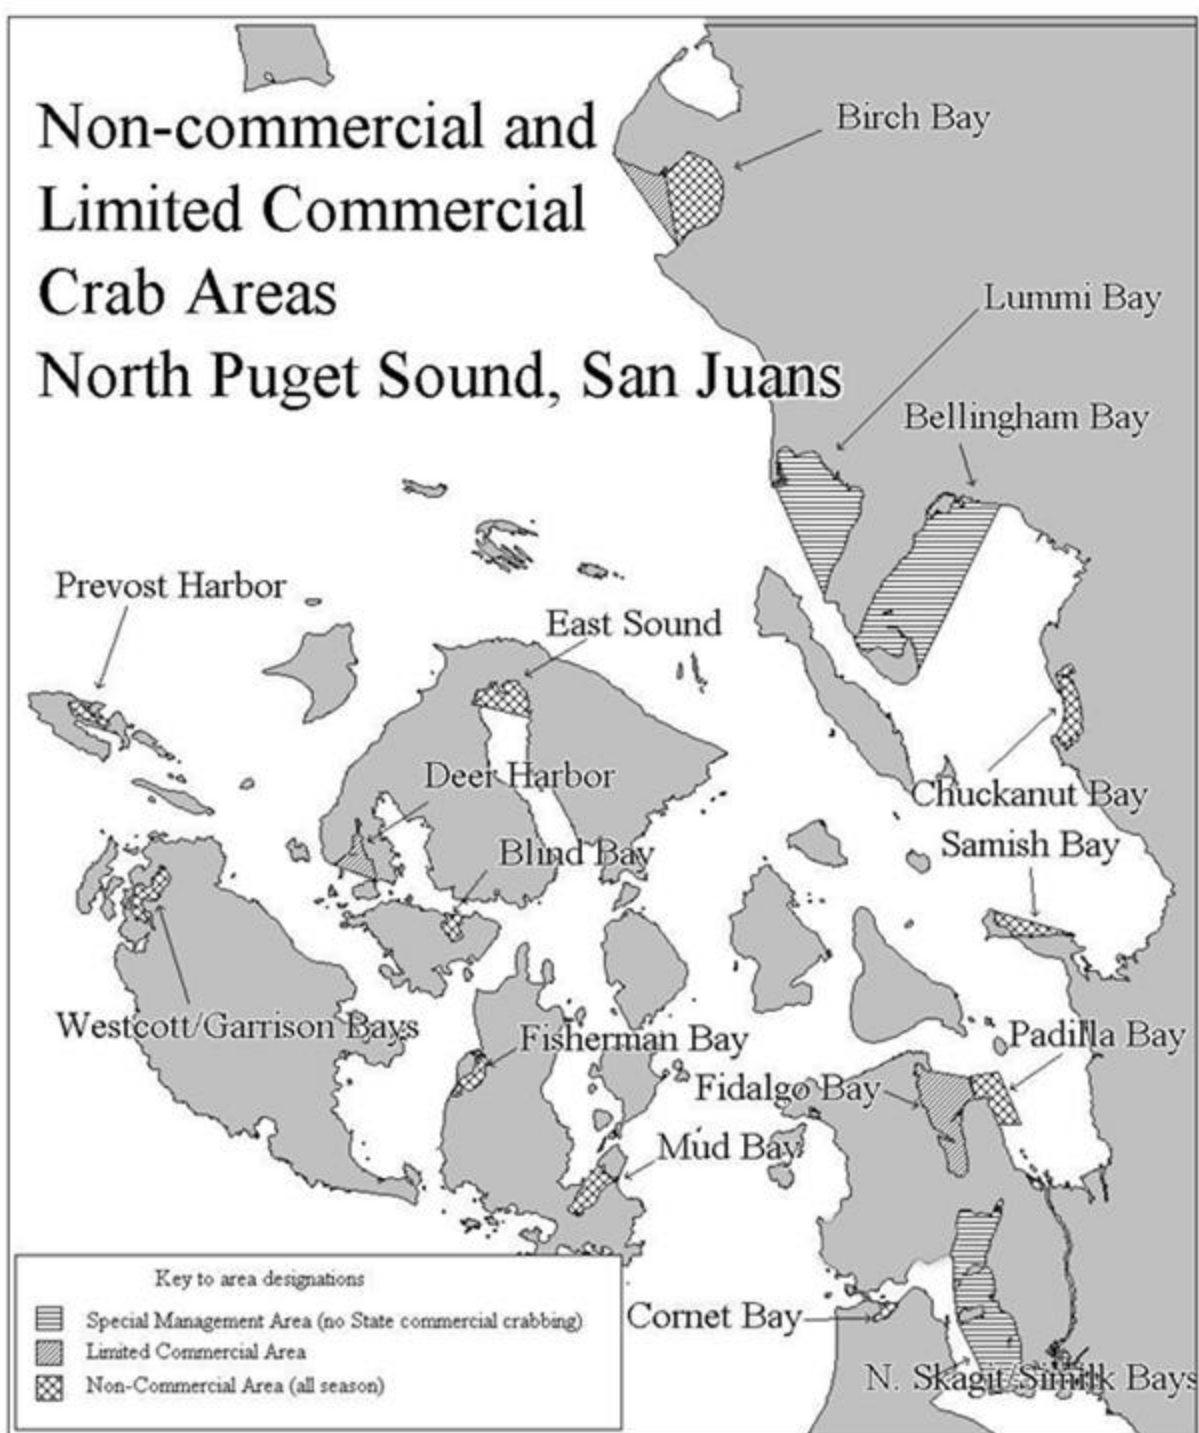 Non-commercial and
Limited Commercial
Crab Areas
North Puget Sound, San Juans
Birch Bay
Lummi Bay
Bellingham Bay
Prevost Harbor
East Sound
Deer Harbor
Chuckanut Bay
Blind Bay
Samish Bay
Westcott/Garrison Bays
Fisherman Bay
Padilla Bay
Fidalgo Bay
Mud Bay
Cornet Bay
N. Skagit/Similk Bays
Key to area designations
Special Management Area (no State commercial crabbing)
Limited Commercial Area
Non-Commercial Area (all season)